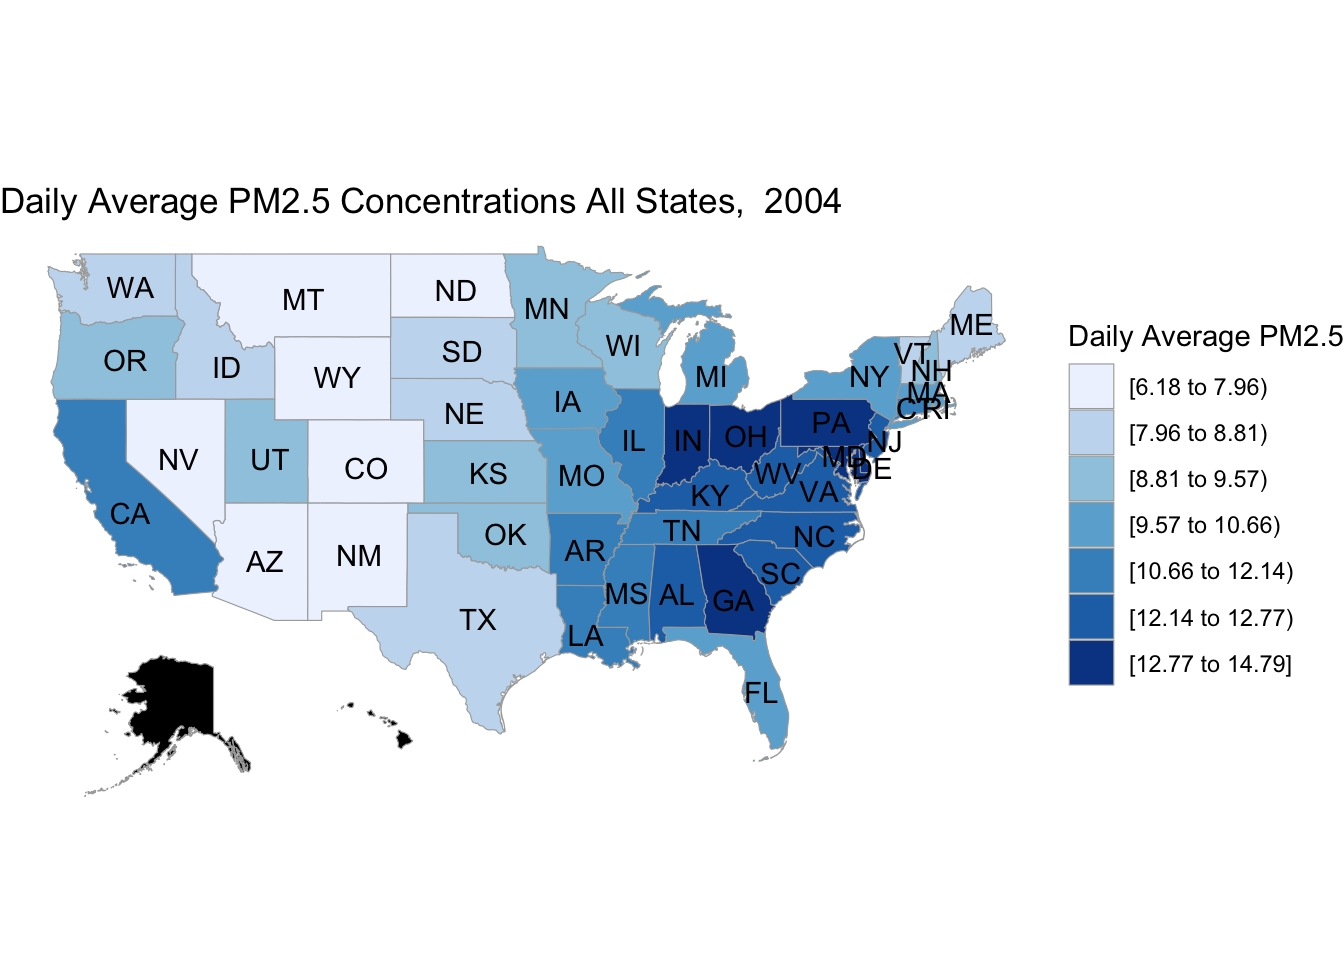 Daily Average PM2.5 Concentrations All States,  2004
WA
MT
ND
MN
ME
OR
ID
WY
SD
WI
MI
VT
NH
NY
MA
CT
RI
NV
UT
CO
NE
IA
IL
IN
OH
PA
NJ
MD
DE
KS
MO
WV
VA
KY
CA
AZ
NM
OK
AR
TN
NC
SC
TX
LA
MS
AL
GA
FL
Daily Average PM2.5
[6.18 to 7.96)
[7.96 to 8.81)
[8.81 to 9.57)
[9.57 to 10.66)
[10.66 to 12.14)
[12.14 to 12.77)
[12.77 to 14.79]